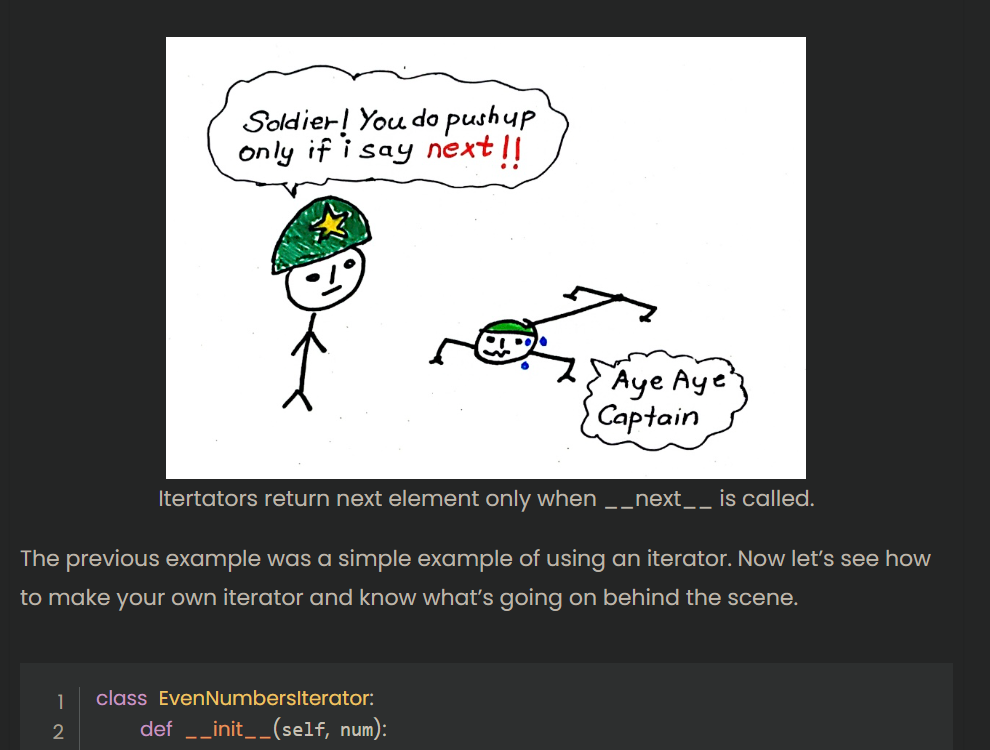 Soldier! You do pushup
only if i say next!!
Aye Aye
Captain
Itertators return next element only when __next__ is called.
The previous example was a simple example of using an iterator. Now let’s see how
to make your own iterator and know what’s going on behind the scene.
1 class EvenNumbersIterator:
2 def __init__(self, num):